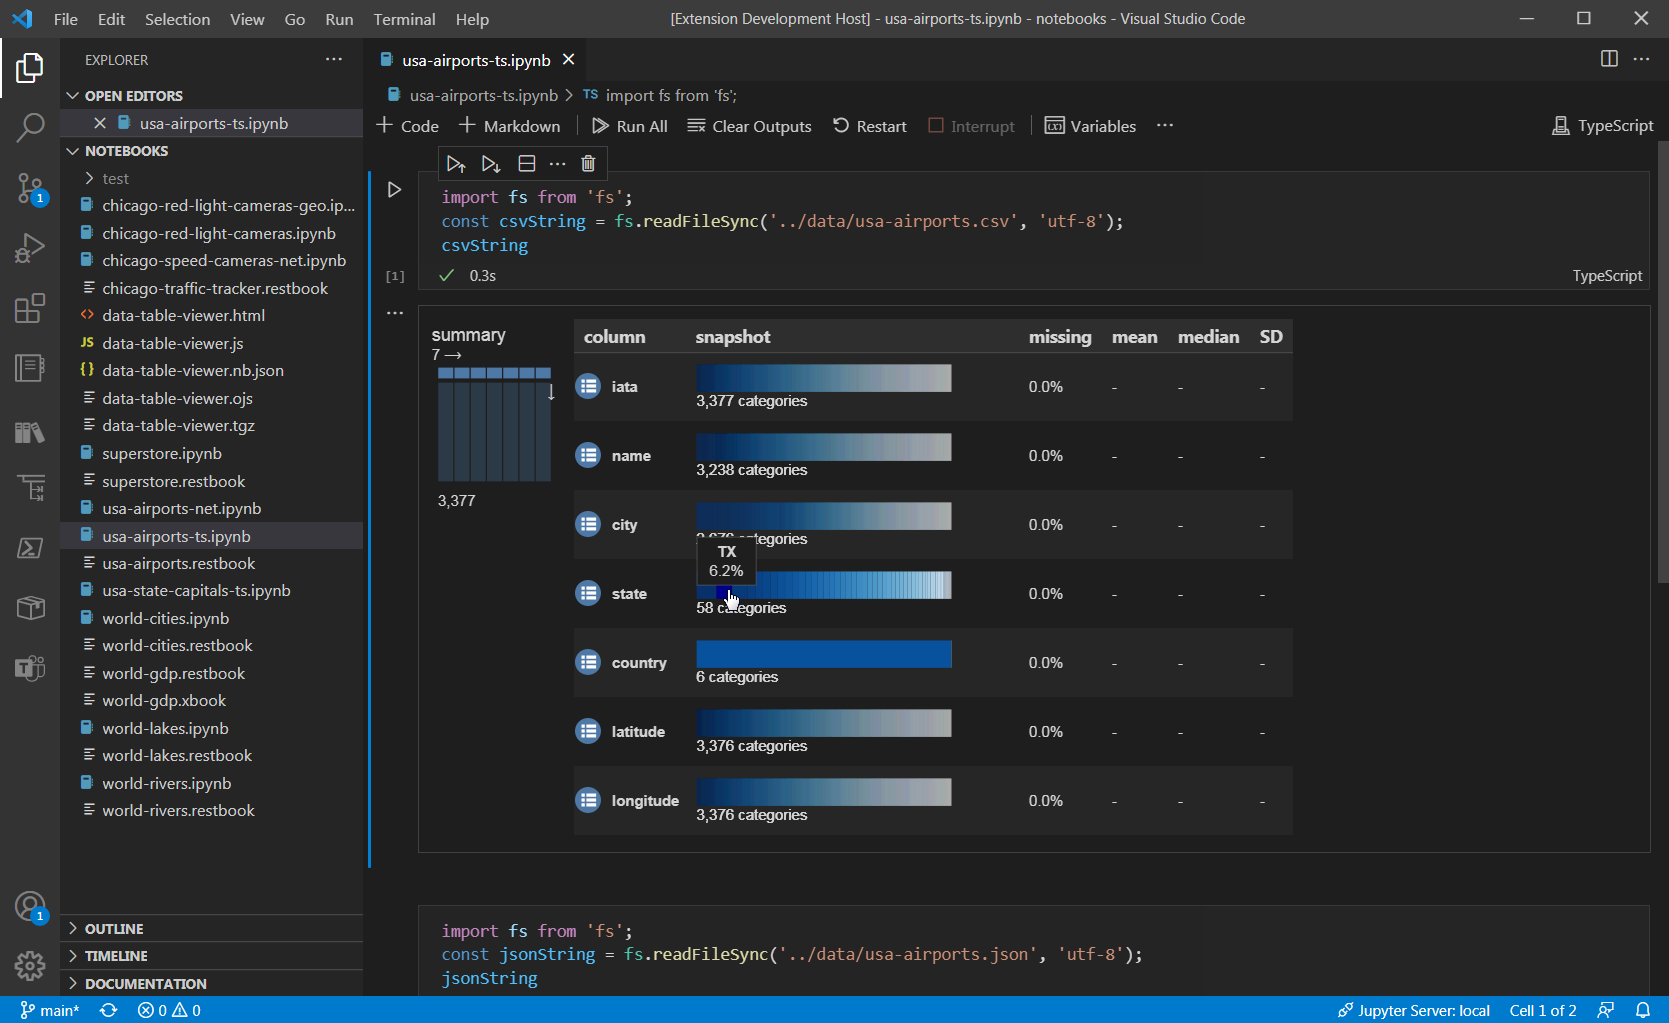 File Edit Selection View Go Run Terminal Help [Extension Development Host] - usa-airports-ts.ipynb - notebooks - Visual Studio Code
EXPLORER
OPEN EDITORS
usa-airports-ts.ipynb
NOTEBOOKS
test
chicago-red-light-cameras-geo.ip...
chicago-red-light-cameras.ipynb
chicago-speed-cameras-net.ipynb
chicago-traffic-tracker.restbook
<> data-table-viewer.html
JS data-table-viewer.js
{} data-table-viewer.nb.json
data-table-viewer.ojs
data-table-viewer.tgz
superstore.ipynb
superstore.restbook
usa-airports-net.ipynb
usa-airports-ts.ipynb
usa-airports.restbook
usa-state-capitals-ts.ipynb
world-cities.ipynb
world-cities.restbook
world-gdp.restbook
world-gdp.xbook
world-lakes.ipynb
world-lakes.restbook
world-rivers.ipynb
world-rivers.restbook
OUTLINE
TIMELINE
DOCUMENTATION
1
1
usa-airports-ts.ipynb
usa-airports-ts.ipynb > TS import fs from 'fs';
+ Code + Markdown Run All Clear Outputs Restart Interrupt Variables ... TypeScript
import fs from 'fs';
const csvString = fs.readFileSync('../data/usa-airports.csv', 'utf-8');
csvString
[1] ✓ 0.3s TypeScript
summary
7 →
↓
3,377
column snapshot missing mean median SD
iata 0.0% - - -
3,377 categories
name 0.0% - - -
3,238 categories
city 0.0% - - -
TX
6.2%
state 0.0% - - -
58 categories
country 0.0% - - -
6 categories
latitude 0.0% - - -
3,376 categories
longitude 0.0% - - -
3,376 categories
import fs from 'fs';
const jsonString = fs.readFileSync('../data/usa-airports.json', 'utf-8');
jsonString
main* 0 0 Jupyter Server: local Cell 1 of 2